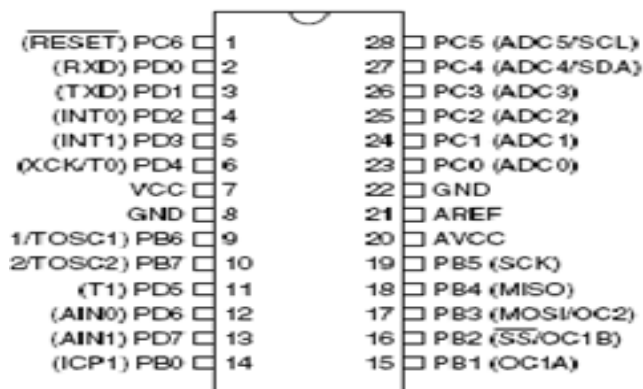 (RESET) PC6 1 28 PC5 (ADC5/SCL)
(RXD) PD0 2 27 PC4 (ADC4/SDA)
(TXD) PD1 3 26 PC3 (ADC3)
(INT0) PD2 4 25 PC2 (ADC2)
(INT1) PD3 5 24 PC1 (ADC1)
(XCK/T0) PD4 6 23 PC0 (ADC0)
VCC 7 22 GND
GND 8 21 AREF
1/TOSC1) PB6 9 20 AVCC
2/TOSC2) PB7 10 19 PB5 (SCK)
(T1) PD5 11 18 PB4 (MISO)
(AIN0) PD6 12 17 PB3 (MOSI/OC2)
(AIN1) PD7 13 16 PB2 (SS/OC1B)
(ICP1) PB0 14 15 PB1 (OC1A)